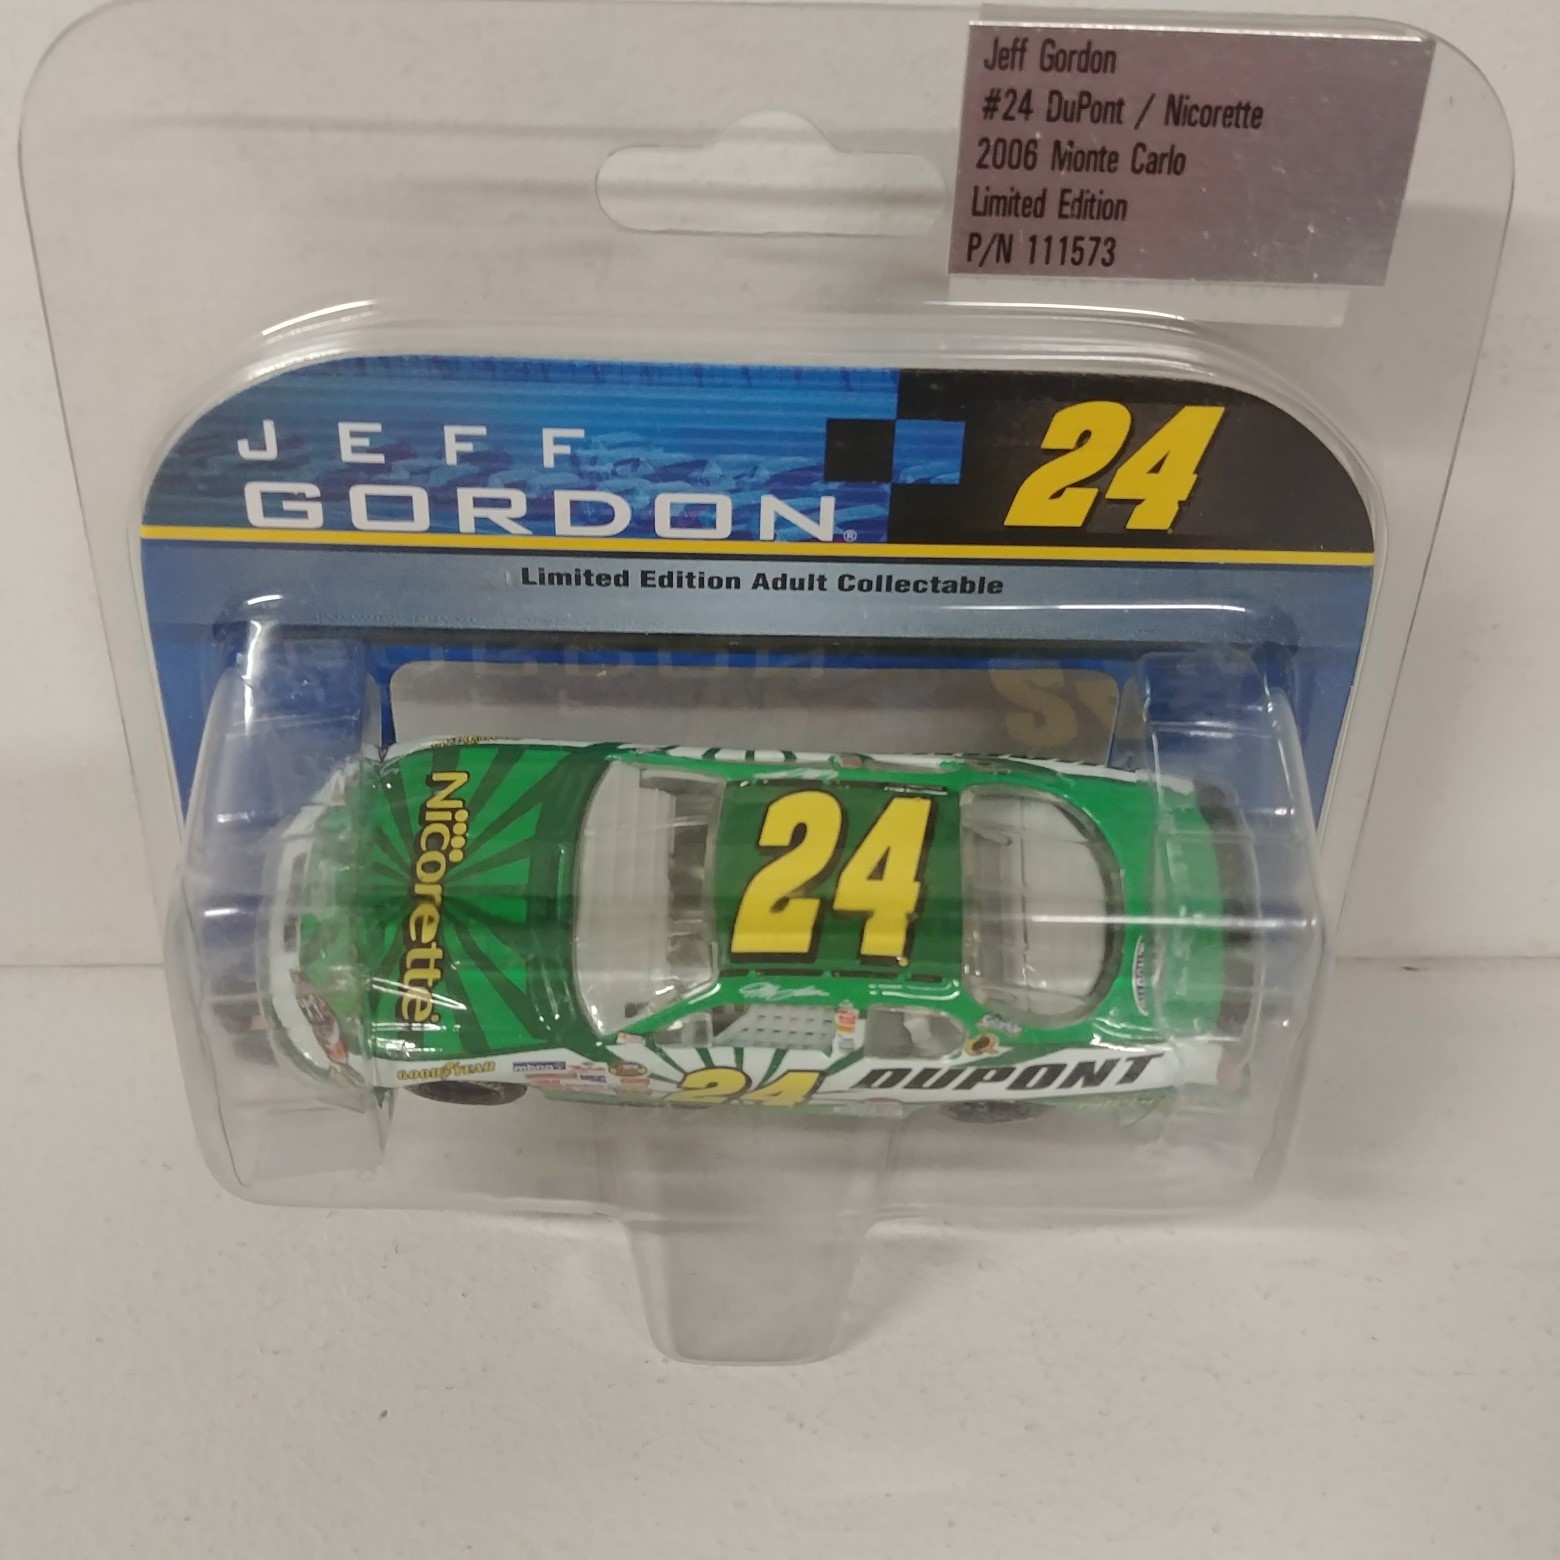 Jeff Gordon
#24 DuPont / Nicorette
2006 Monte Carlo
Limited Edition
P/N 111573
JEFF
GORDON®
24
Limited Edition Adult Collectable
Nicorette
24
GOODYEAR
24
DUPONT